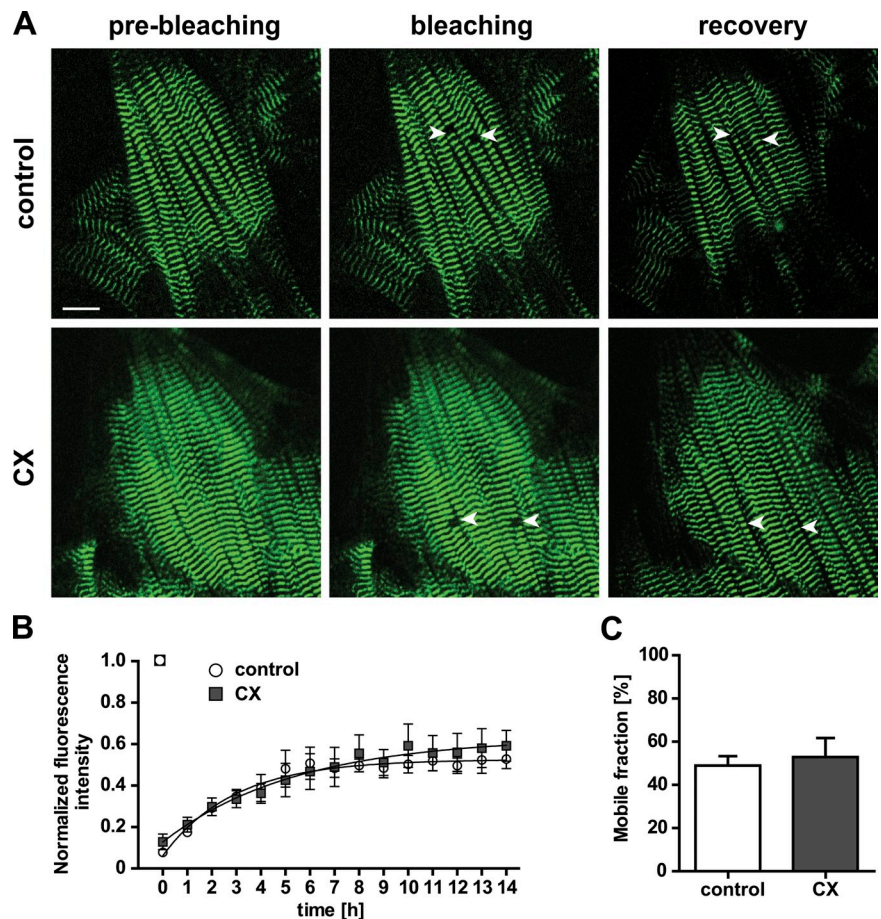 A
pre-bleaching bleaching recovery
control
CX
B
Normalized fluorescence
intensity
1.0
0.8
0.6
0.4
0.2
0
control
CX
0 1 2 3 4 5 6 7 8 9 10 11 12 13 14
time [h]
C
Mobile fraction [%]
100
80
60
40
20
0
control CX